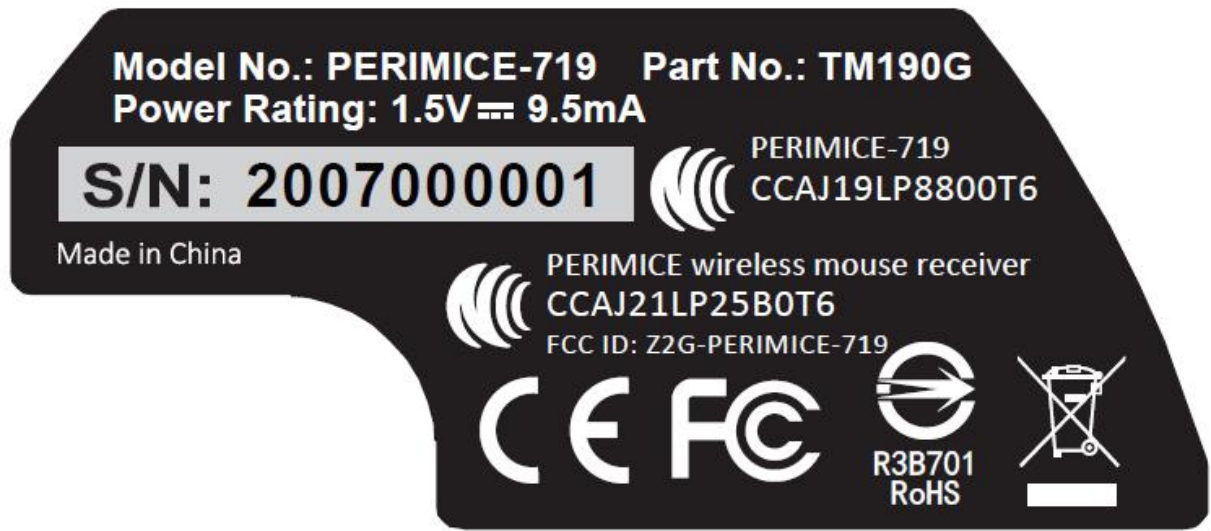 Model No.: PERIMICE-719 Part No.: TM190G
Power Rating: 1.5V⎓ 9.5mA
S/N: 2007000001
PERIMICE-719
CCAJ19LP8800T6
Made in China
PERIMICE wireless mouse receiver
CCAJ21LP25B0T6
FCC ID: Z2G-PERIMICE-719
CE FC
R3B701
RoHS